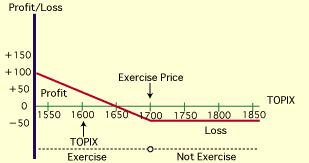 Profit/Loss
+150
+100
+50
0
-50
Profit
Exercise Price
TOPIX
1550 1600 1650 1700 1750 1800 1850
TOPIX
Loss
Exercise Not Exercise